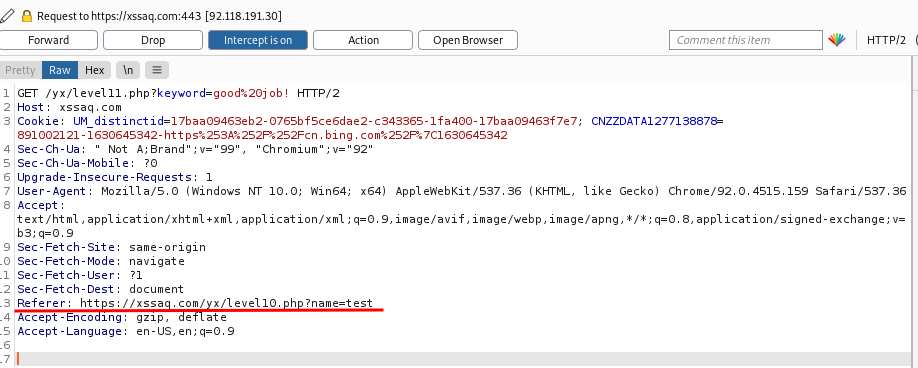 Request to https://xssaq.com:443 [92.118.191.30]
Forward Drop Intercept is on Action Open Browser Comment this item HTTP/2
Pretty Raw Hex \n
1 GET /yx/level11.php?keyword=good%20job! HTTP/2
2 Host: xssaq.com
3 Cookie: UM_distinctid=17baa09463eb2-0765bf5ce6dae2-c343365-1fa400-17baa09463f7e7; CNZZDATA1277138878=
891002121-1630645342-https%253A%252F%252Fcn.bing.com%252F%7C1630645342
4 Sec-Ch-Ua: " Not A;Brand";v="99", "Chromium";v="92"
5 Sec-Ch-Ua-Mobile: ?0
6 Upgrade-Insecure-Requests: 1
7 User-Agent: Mozilla/5.0 (Windows NT 10.0; Win64; x64) AppleWebKit/537.36 (KHTML, like Gecko) Chrome/92.0.4515.159 Safari/537.36
8 Accept:
text/html,application/xhtml+xml,application/xml;q=0.9,image/avif,image/webp,image/apng,*/*;q=0.8,application/signed-exchange;v=
b3;q=0.9
9 Sec-Fetch-Site: same-origin
10 Sec-Fetch-Mode: navigate
11 Sec-Fetch-User: ?1
12 Sec-Fetch-Dest: document
13 Referer: https://xssaq.com/yx/level10.php?name=test
14 Accept-Encoding: gzip, deflate
15 Accept-Language: en-US,en;q=0.9
16
17